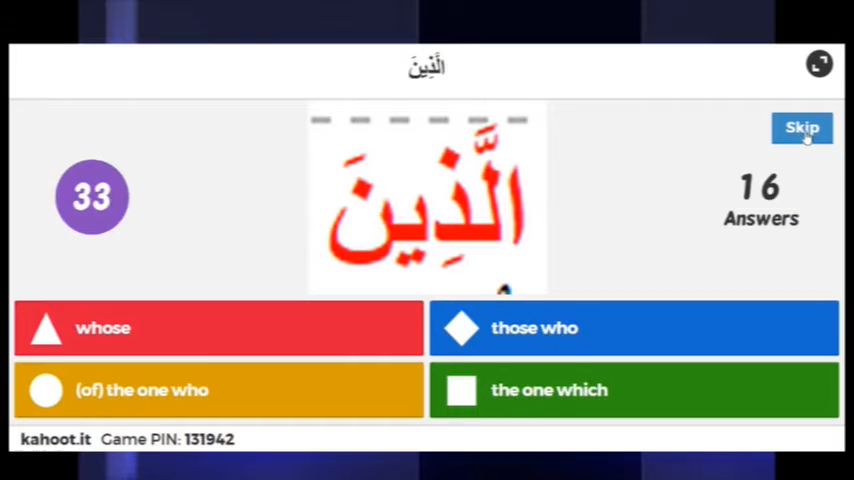 الَّذِينَ
Skip
33
الَّذِينَ
16
Answers
whose
those who
(of) the one who
the one which
kahoot.it Game PIN: 131942